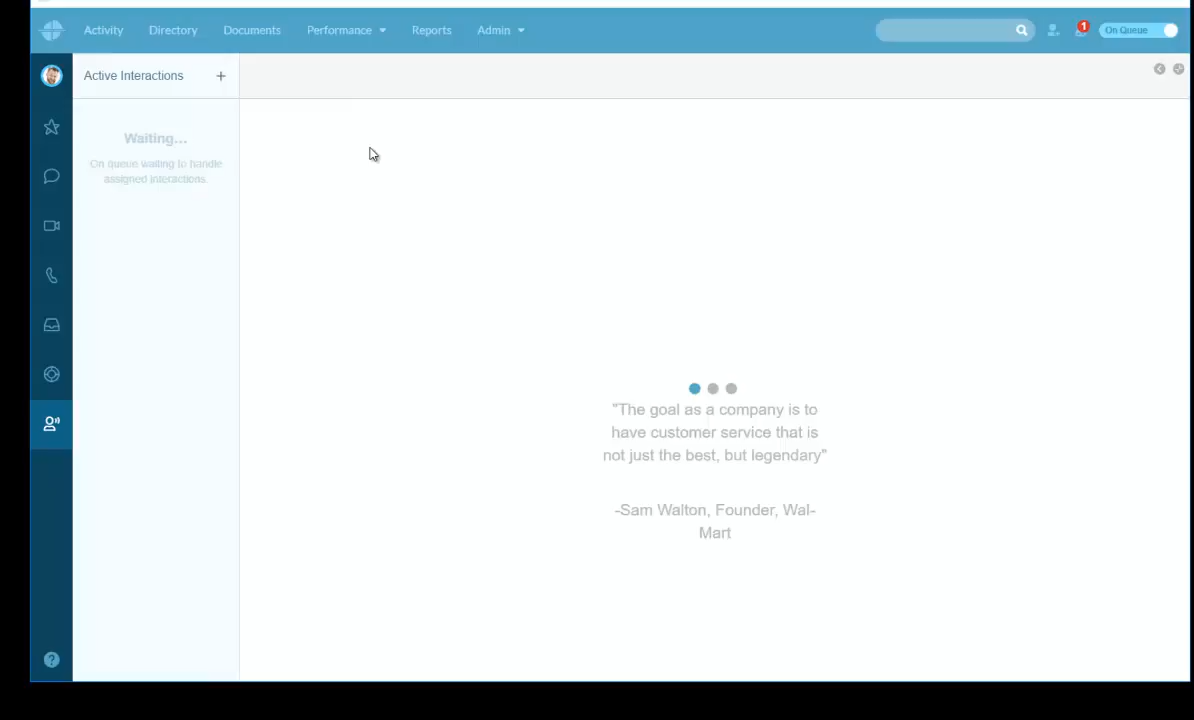 Activity Directory Documents Performance Reports Admin 1 On Queue
Active Interactions +
Waiting...
On queue waiting to handle
assigned interactions.
"The goal as a company is to
have customer service that is
not just the best, but legendary"
-Sam Walton, Founder, Wal-
Mart
?